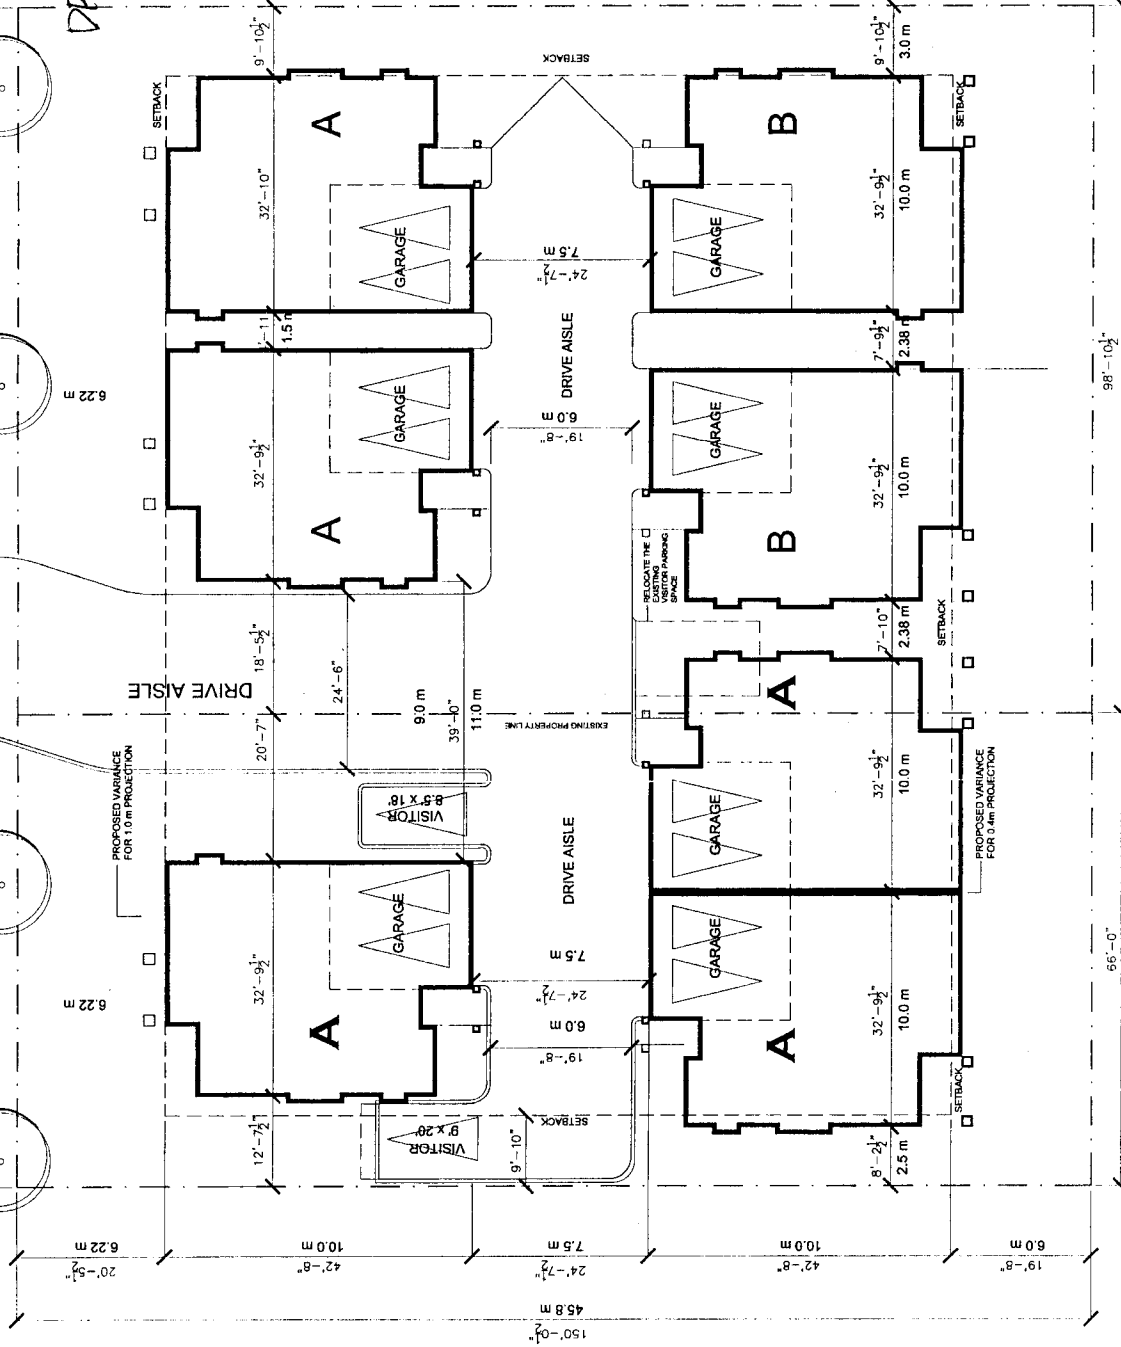 SETBACK
9'-10½"
SETBACK
9'-10½"
3.0 m
SETBACK
A
32'-10"
GARAGE
7.5 m
24'-7½"
B
32'-9½"
10.0 m
GARAGE
1.5 m
DRIVE AISLE
7'-9½"
2.38 m
6.22 m
98'-10½"
32'-9½"
GARAGE
A
6.0 m
19'-8"
GARAGE
32'-9½"
10.0 m
B
RELOCATE THE
EXISTING
VISITOR PARKING
SPACE
18'-5½"
24'-6"
DRIVE AISLE
9.0 m
39'-0"
11.0 m
EXISTING PROPERTY LINE
7'-10"
2.38 m
SETBACK
A
20'-7"
PROPOSED VARIANCE
FOR 1.0 m PROJECTION
VISITOR
8.5' x 18'
GARAGE
32'-9½"
10.0 m
PROPOSED VARIANCE
FOR 0.4m PROJECTION
DRIVE AISLE
6.22 m
32'-9½"
GARAGE
A
7.5 m
24'-7½"
6.0 m
19'-8"
GARAGE
32'-9½"
10.0 m
A
66'-0"
12'-7½"
VISITOR
9' x 20'
9'-10"
SETBACK
8'-2½"
2.5 m
SETBACK
6.22 m
20'-5½"
10.0 m
42'-8"
7.5 m
24'-7½"
10.0 m
42'-8"
6.0 m
19'-8"
45.8 m
150'-0½"